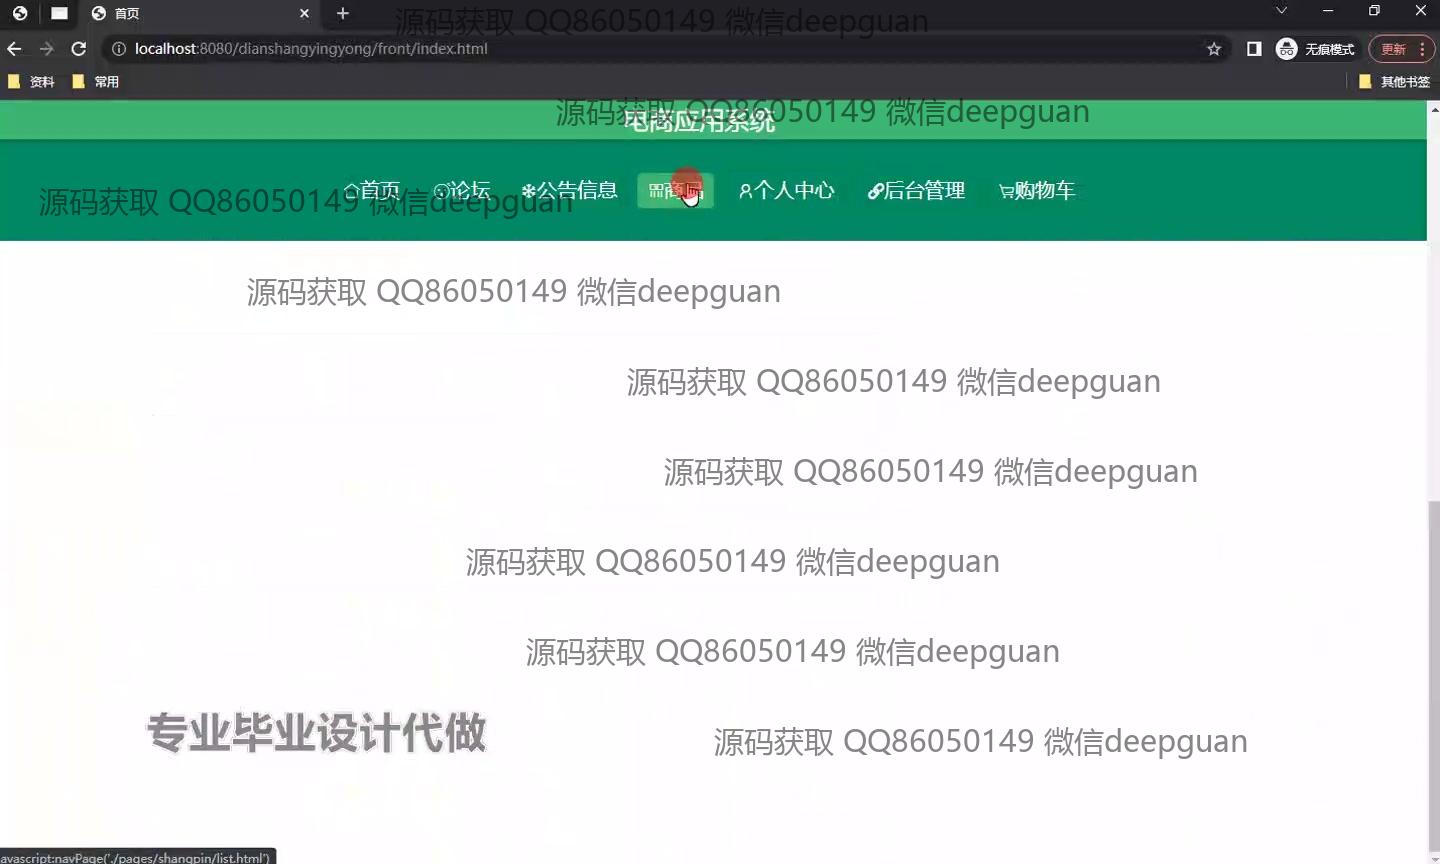 首页
源码获取 QQ86050149 微信deepguan
localhost:8080/dianshangyingyong/front/index.html
无痕模式
更新
资料
常用
其他书签
源码获取 QQ86050149 微信deepguan
电商应用系统
首页
论坛
公告信息
商品
个人中心
后台管理
购物车
源码获取 QQ86050149 微信deepguan
源码获取 QQ86050149 微信deepguan
源码获取 QQ86050149 微信deepguan
源码获取 QQ86050149 微信deepguan
源码获取 QQ86050149 微信deepguan
源码获取 QQ86050149 微信deepguan
专业毕业设计代做
源码获取 QQ86050149 微信deepguan
avascript:navPage('./pages/shangpin/list.html')